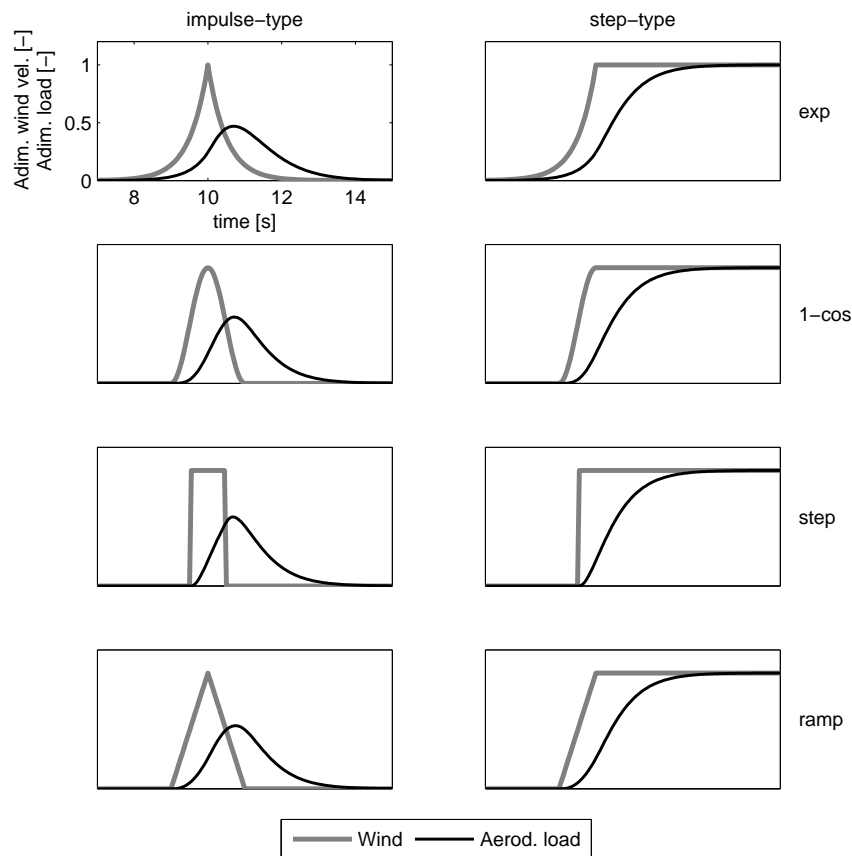 impulse−type
step−type
Adim. wind vel. [−]
Adim. load [−]
1
0.5
0
8
10
12
14
time [s]
exp
1−cos
step
ramp
Wind
Aerod. load